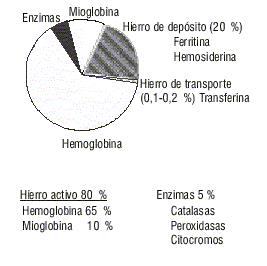 Mioglobina
Enzimas
Hierro de depósito (20 %)
Ferritina
Hemosiderina
Hierro de transporte
(0,1-0,2 %) Transferina
Hemoglobina
Hierro activo 80 %
Hemoglobina 65 %
Mioglobina 10 %
Enzimas 5 %
Catalasas
Peroxidasas
Citocromos